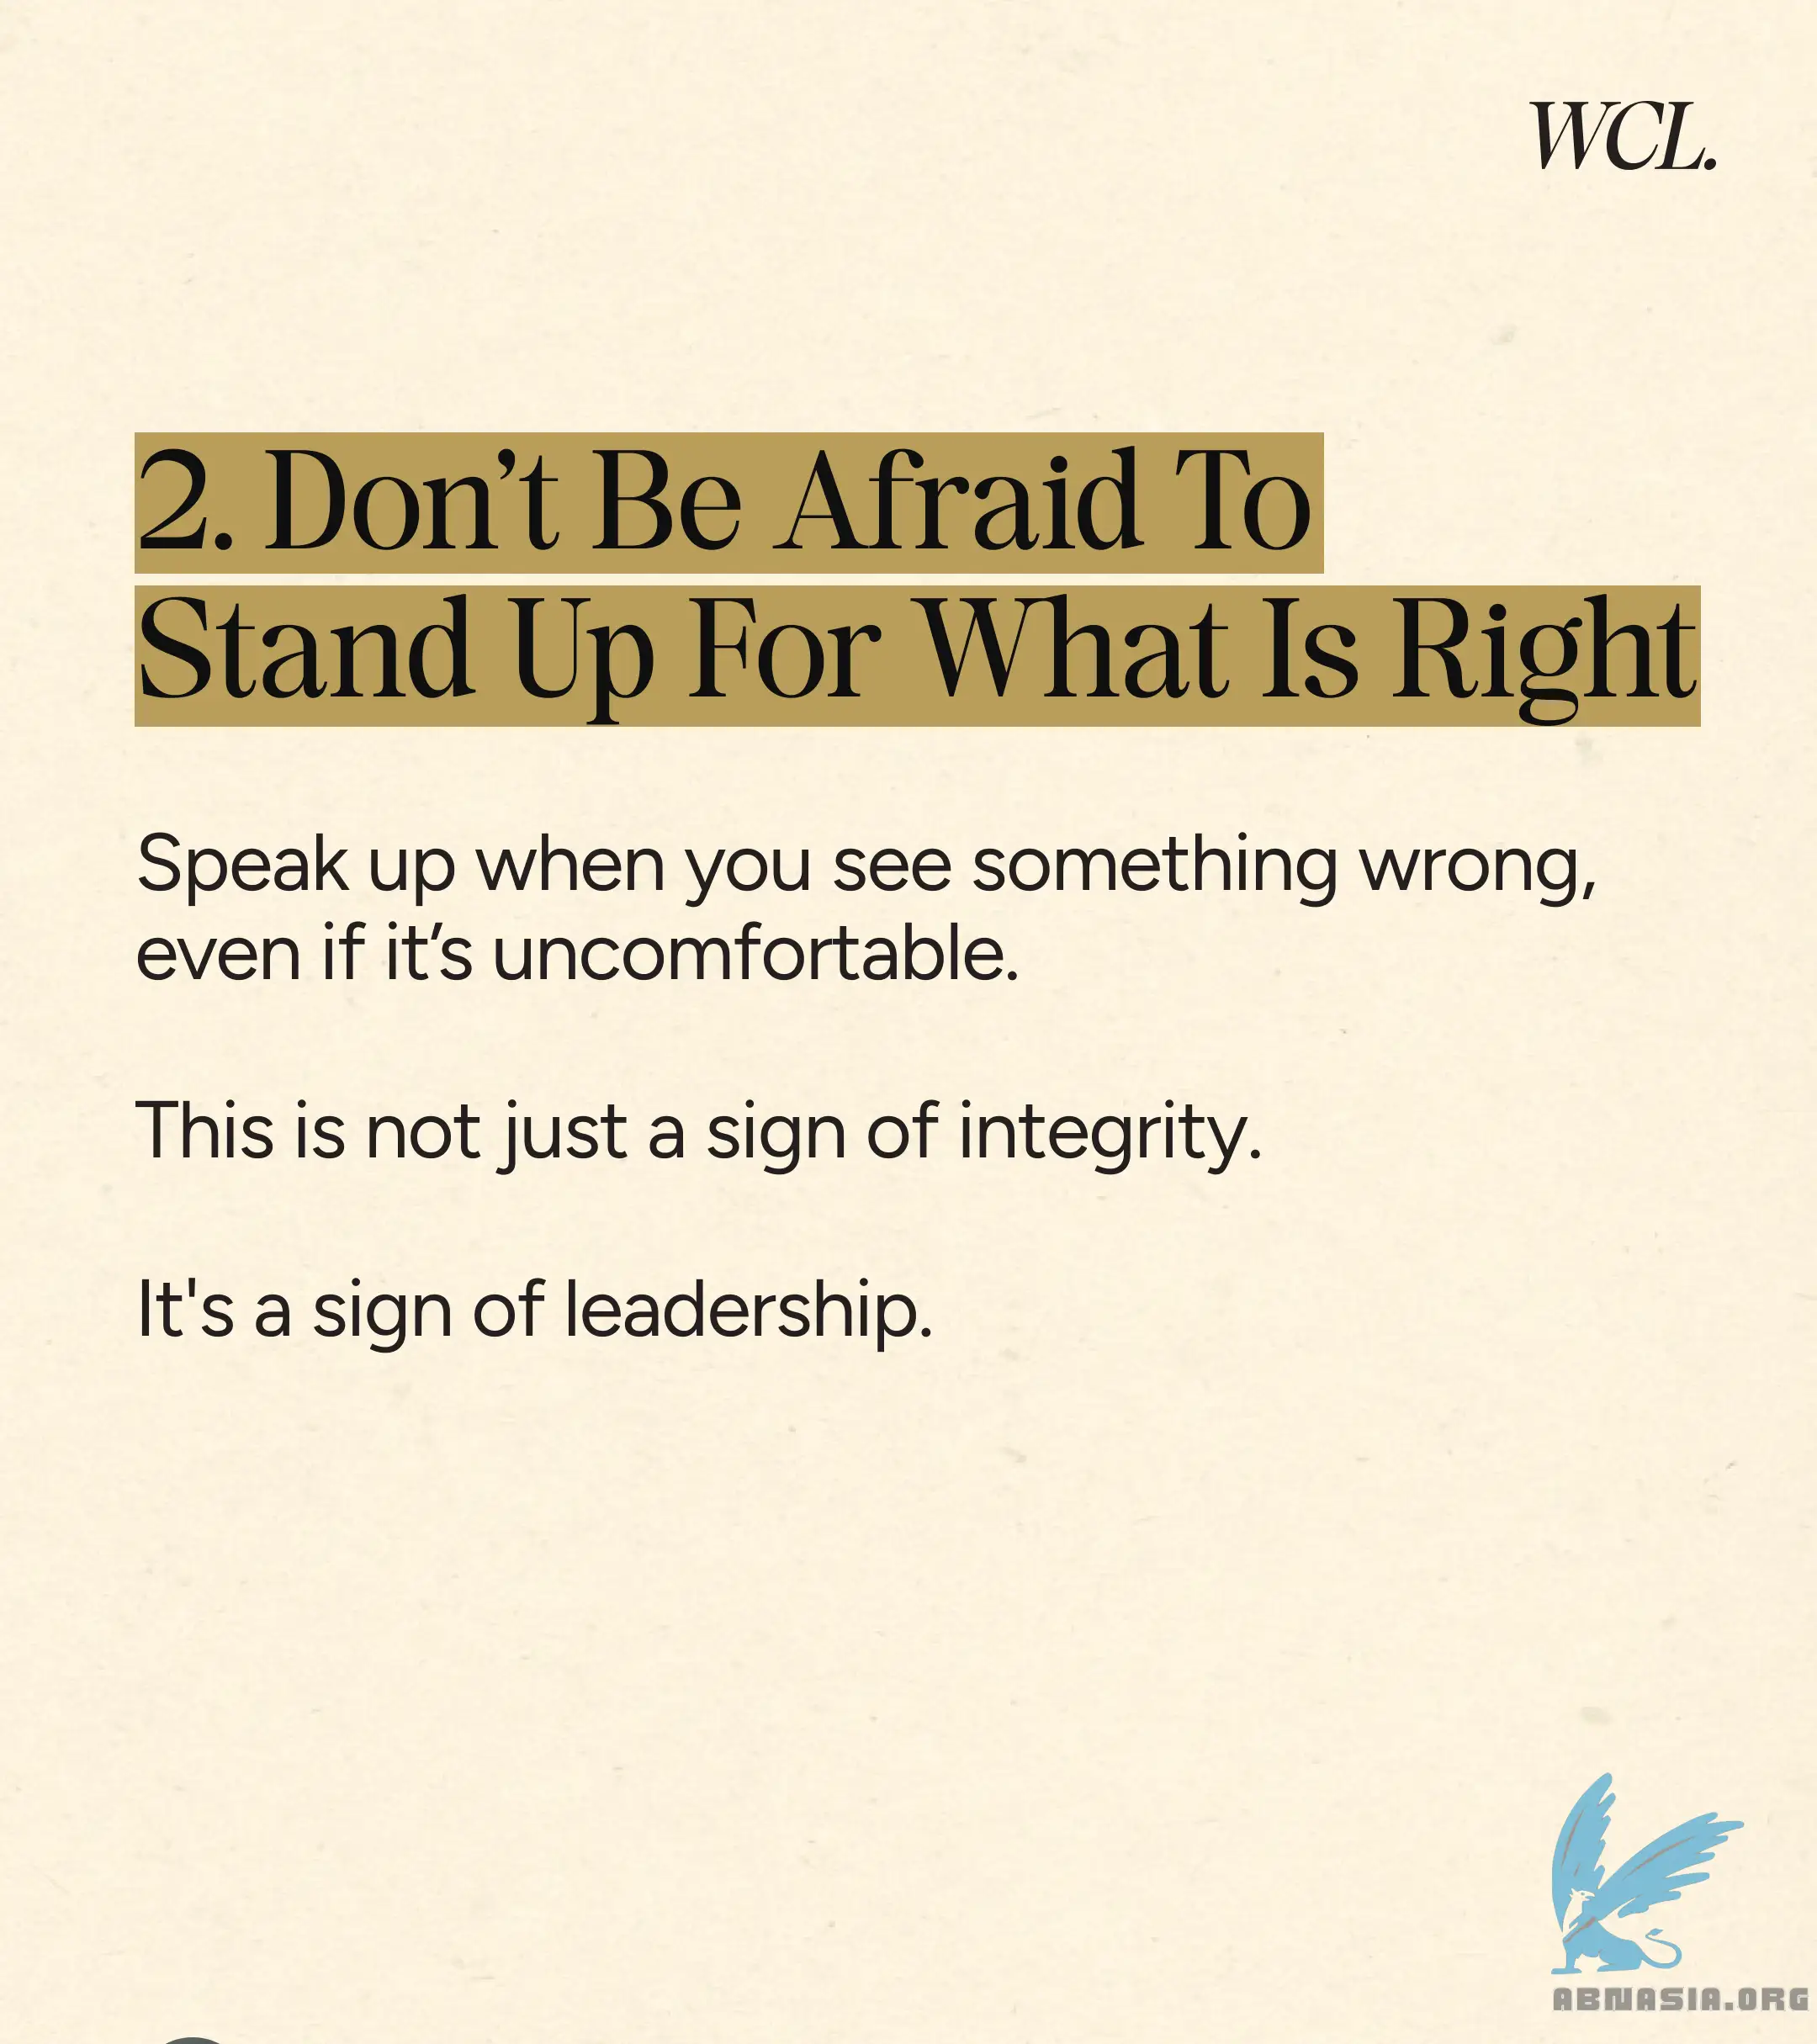 WCL.
2. Don’t Be Afraid To
Stand Up For What Is Right
Speak up when you see something wrong,
even if it’s uncomfortable.
This is not just a sign of integrity.
It's a sign of leadership.
ABNASIA.ORG